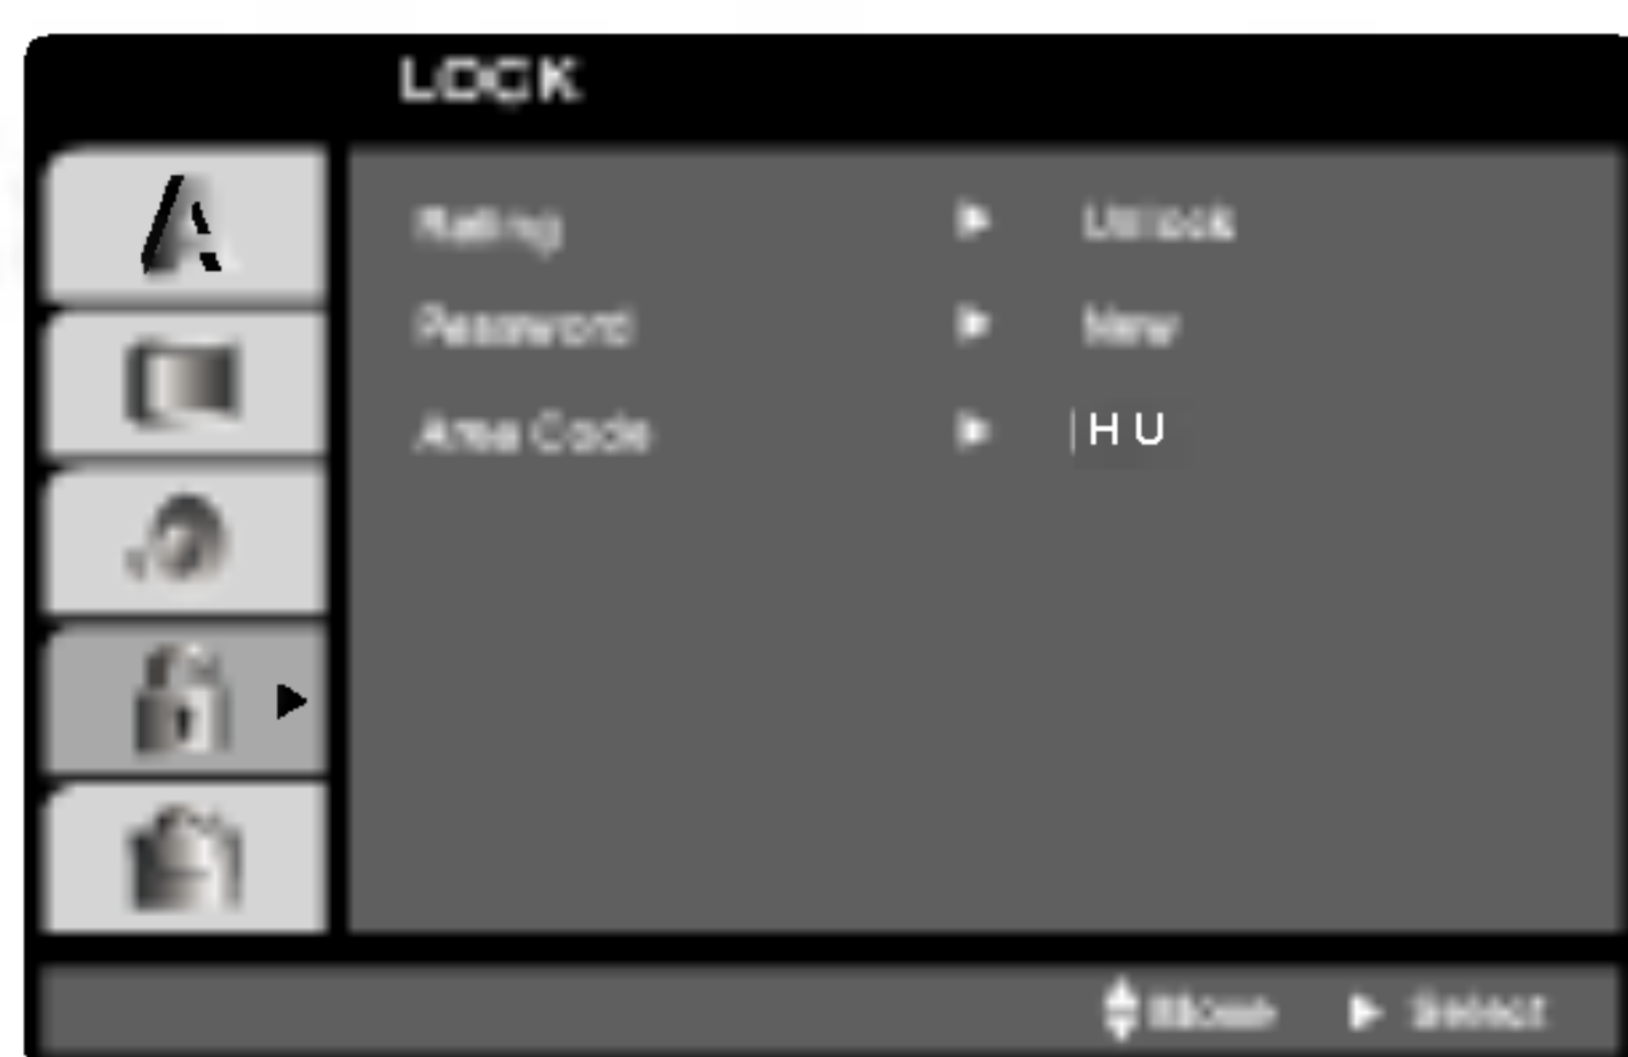 LOCK
Rating ► Unlock
Password ► New
Area Code ► H U
Move ► Select